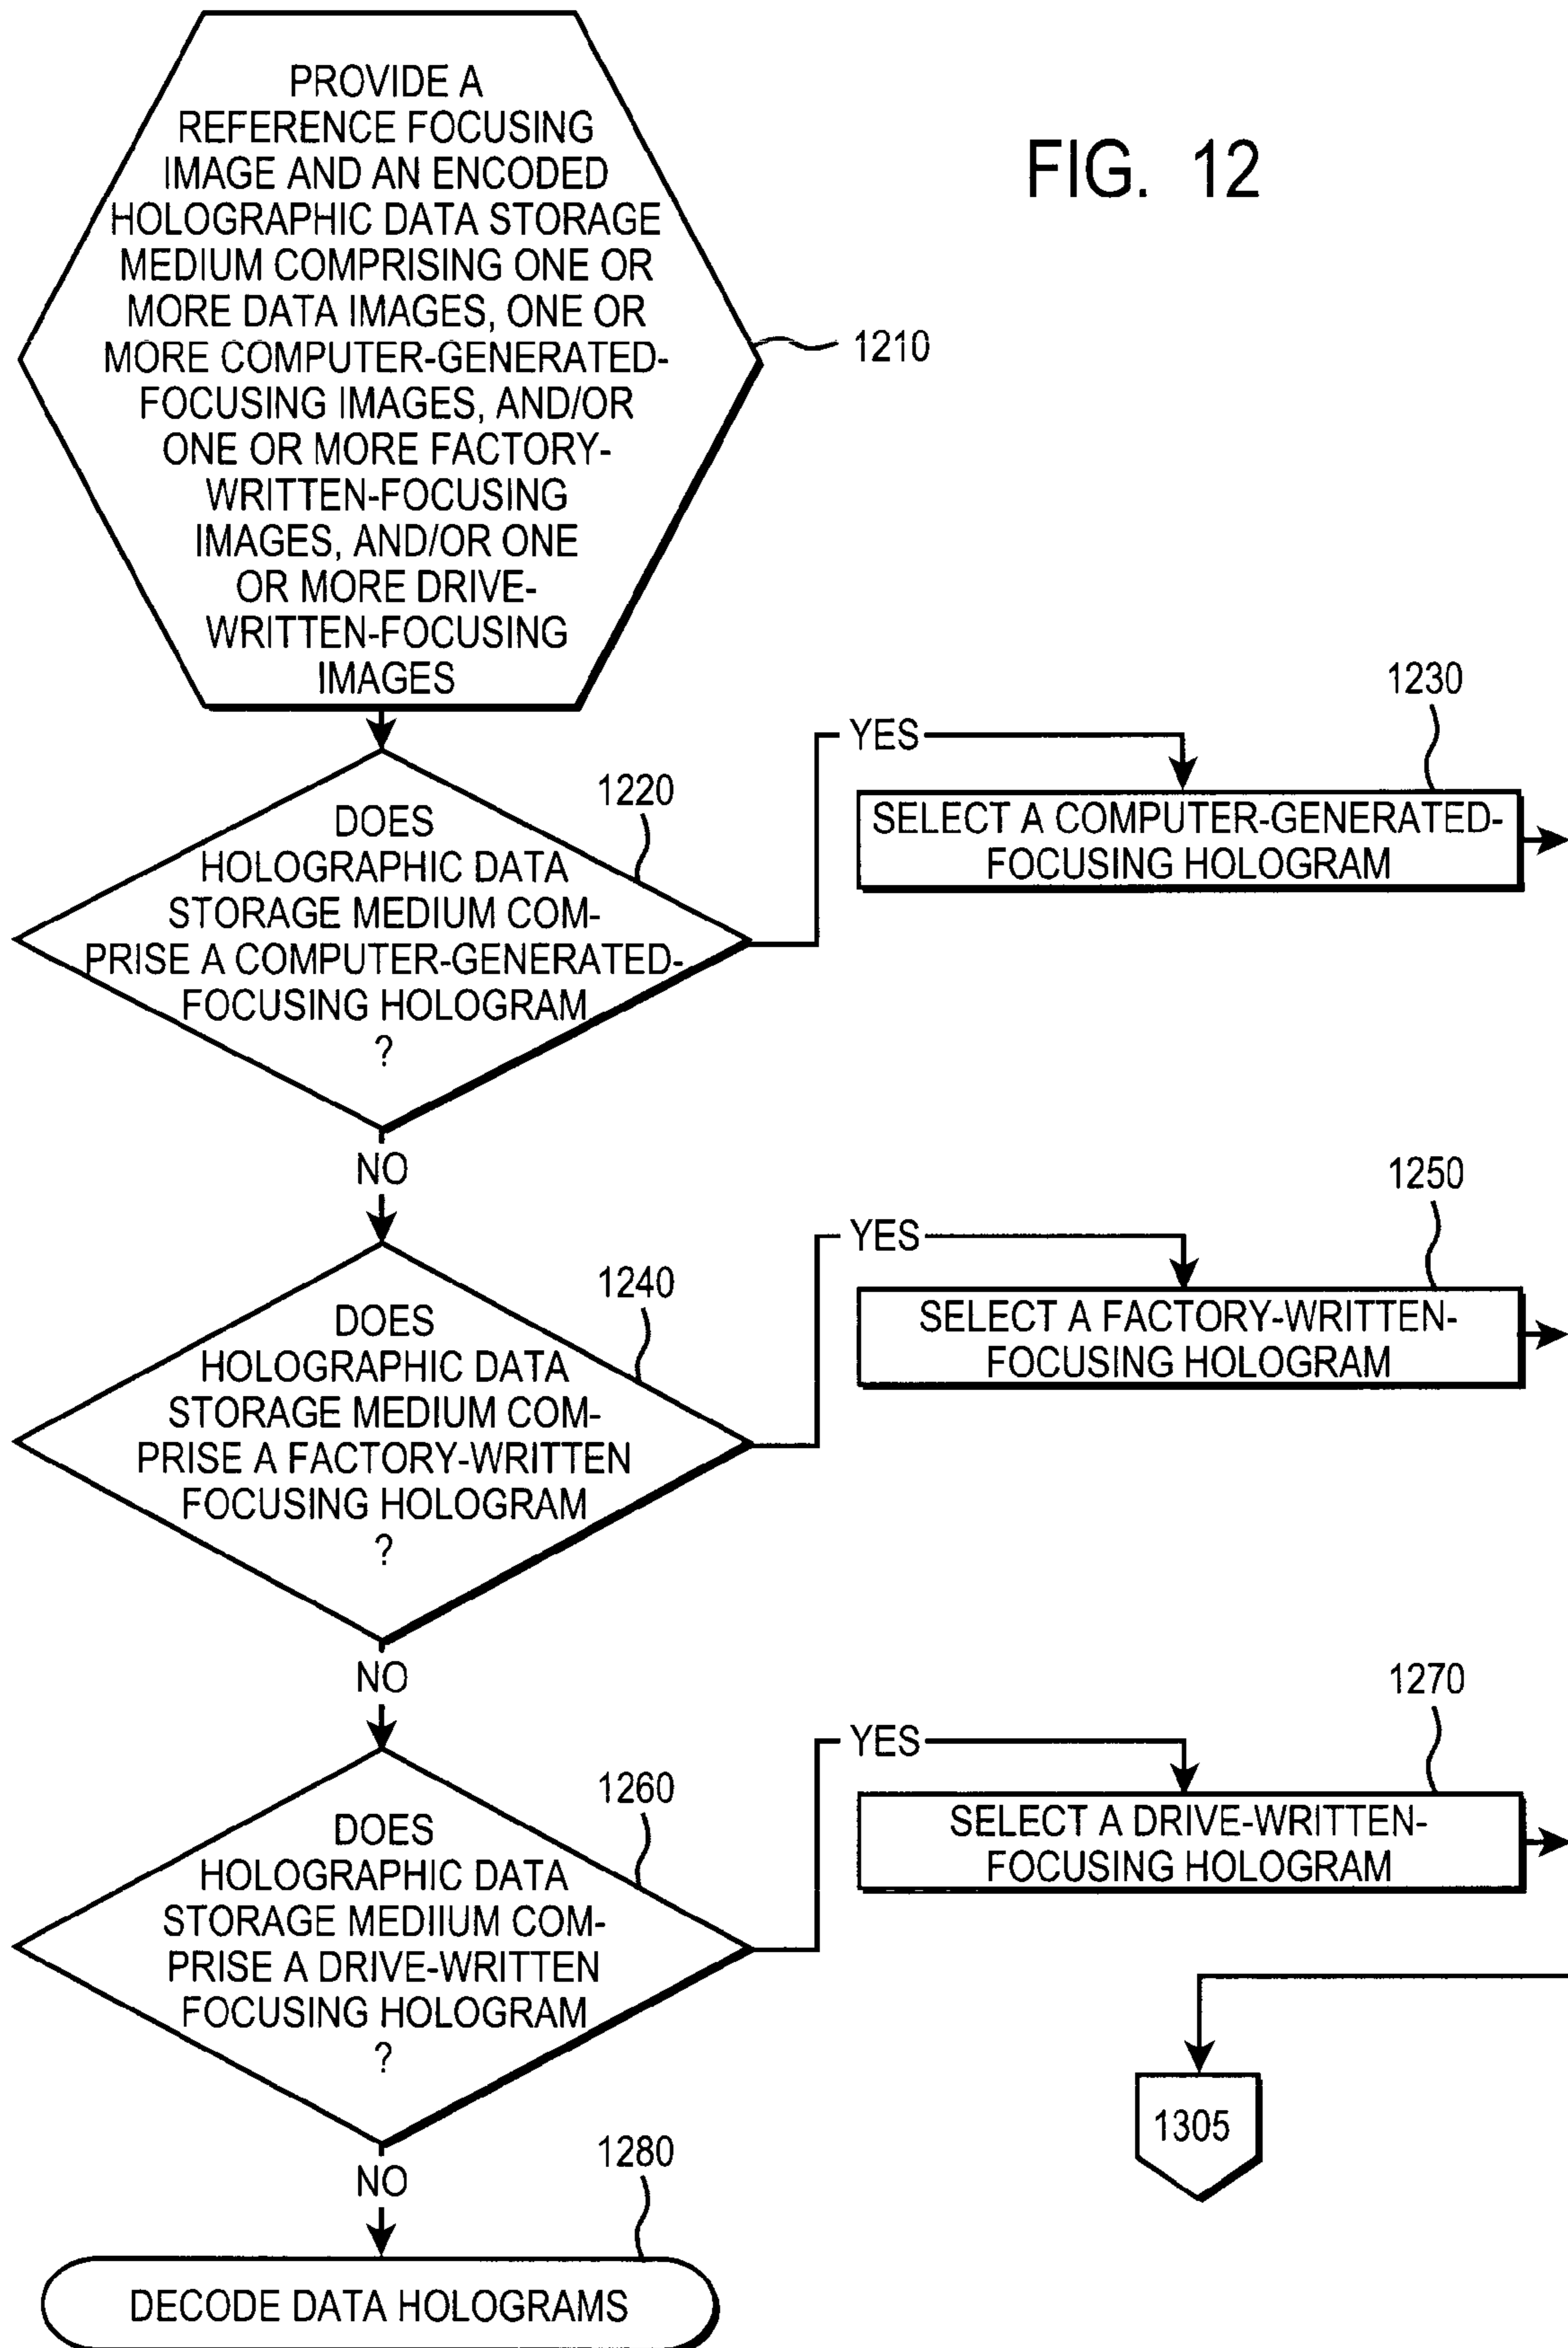 FIG. 12
PROVIDE A
REFERENCE FOCUSING
IMAGE AND AN ENCODED
HOLOGRAPHIC DATA STORAGE
MEDIUM COMPRISING ONE OR
MORE DATA IMAGES, ONE OR
MORE COMPUTER-GENERATED-
FOCUSING IMAGES, AND/OR
ONE OR MORE FACTORY-
WRITTEN-FOCUSING
IMAGES, AND/OR ONE
OR MORE DRIVE-
WRITTEN-FOCUSING
IMAGES
1210
1220
DOES
HOLOGRAPHIC DATA
STORAGE MEDIUM COM-
PRISE A COMPUTER-GENERATED-
FOCUSING HOLOGRAM
?
YES
1230
SELECT A COMPUTER-GENERATED-
FOCUSING HOLOGRAM
NO
1240
DOES
HOLOGRAPHIC DATA
STORAGE MEDIUM COM-
PRISE A FACTORY-WRITTEN
FOCUSING HOLOGRAM
?
YES
1250
SELECT A FACTORY-WRITTEN-
FOCUSING HOLOGRAM
NO
1260
DOES
HOLOGRAPHIC DATA
STORAGE MEDIIUM COM-
PRISE A DRIVE-WRITTEN
FOCUSING HOLOGRAM
?
YES
1270
SELECT A DRIVE-WRITTEN-
FOCUSING HOLOGRAM
1305
NO
1280
DECODE DATA HOLOGRAMS